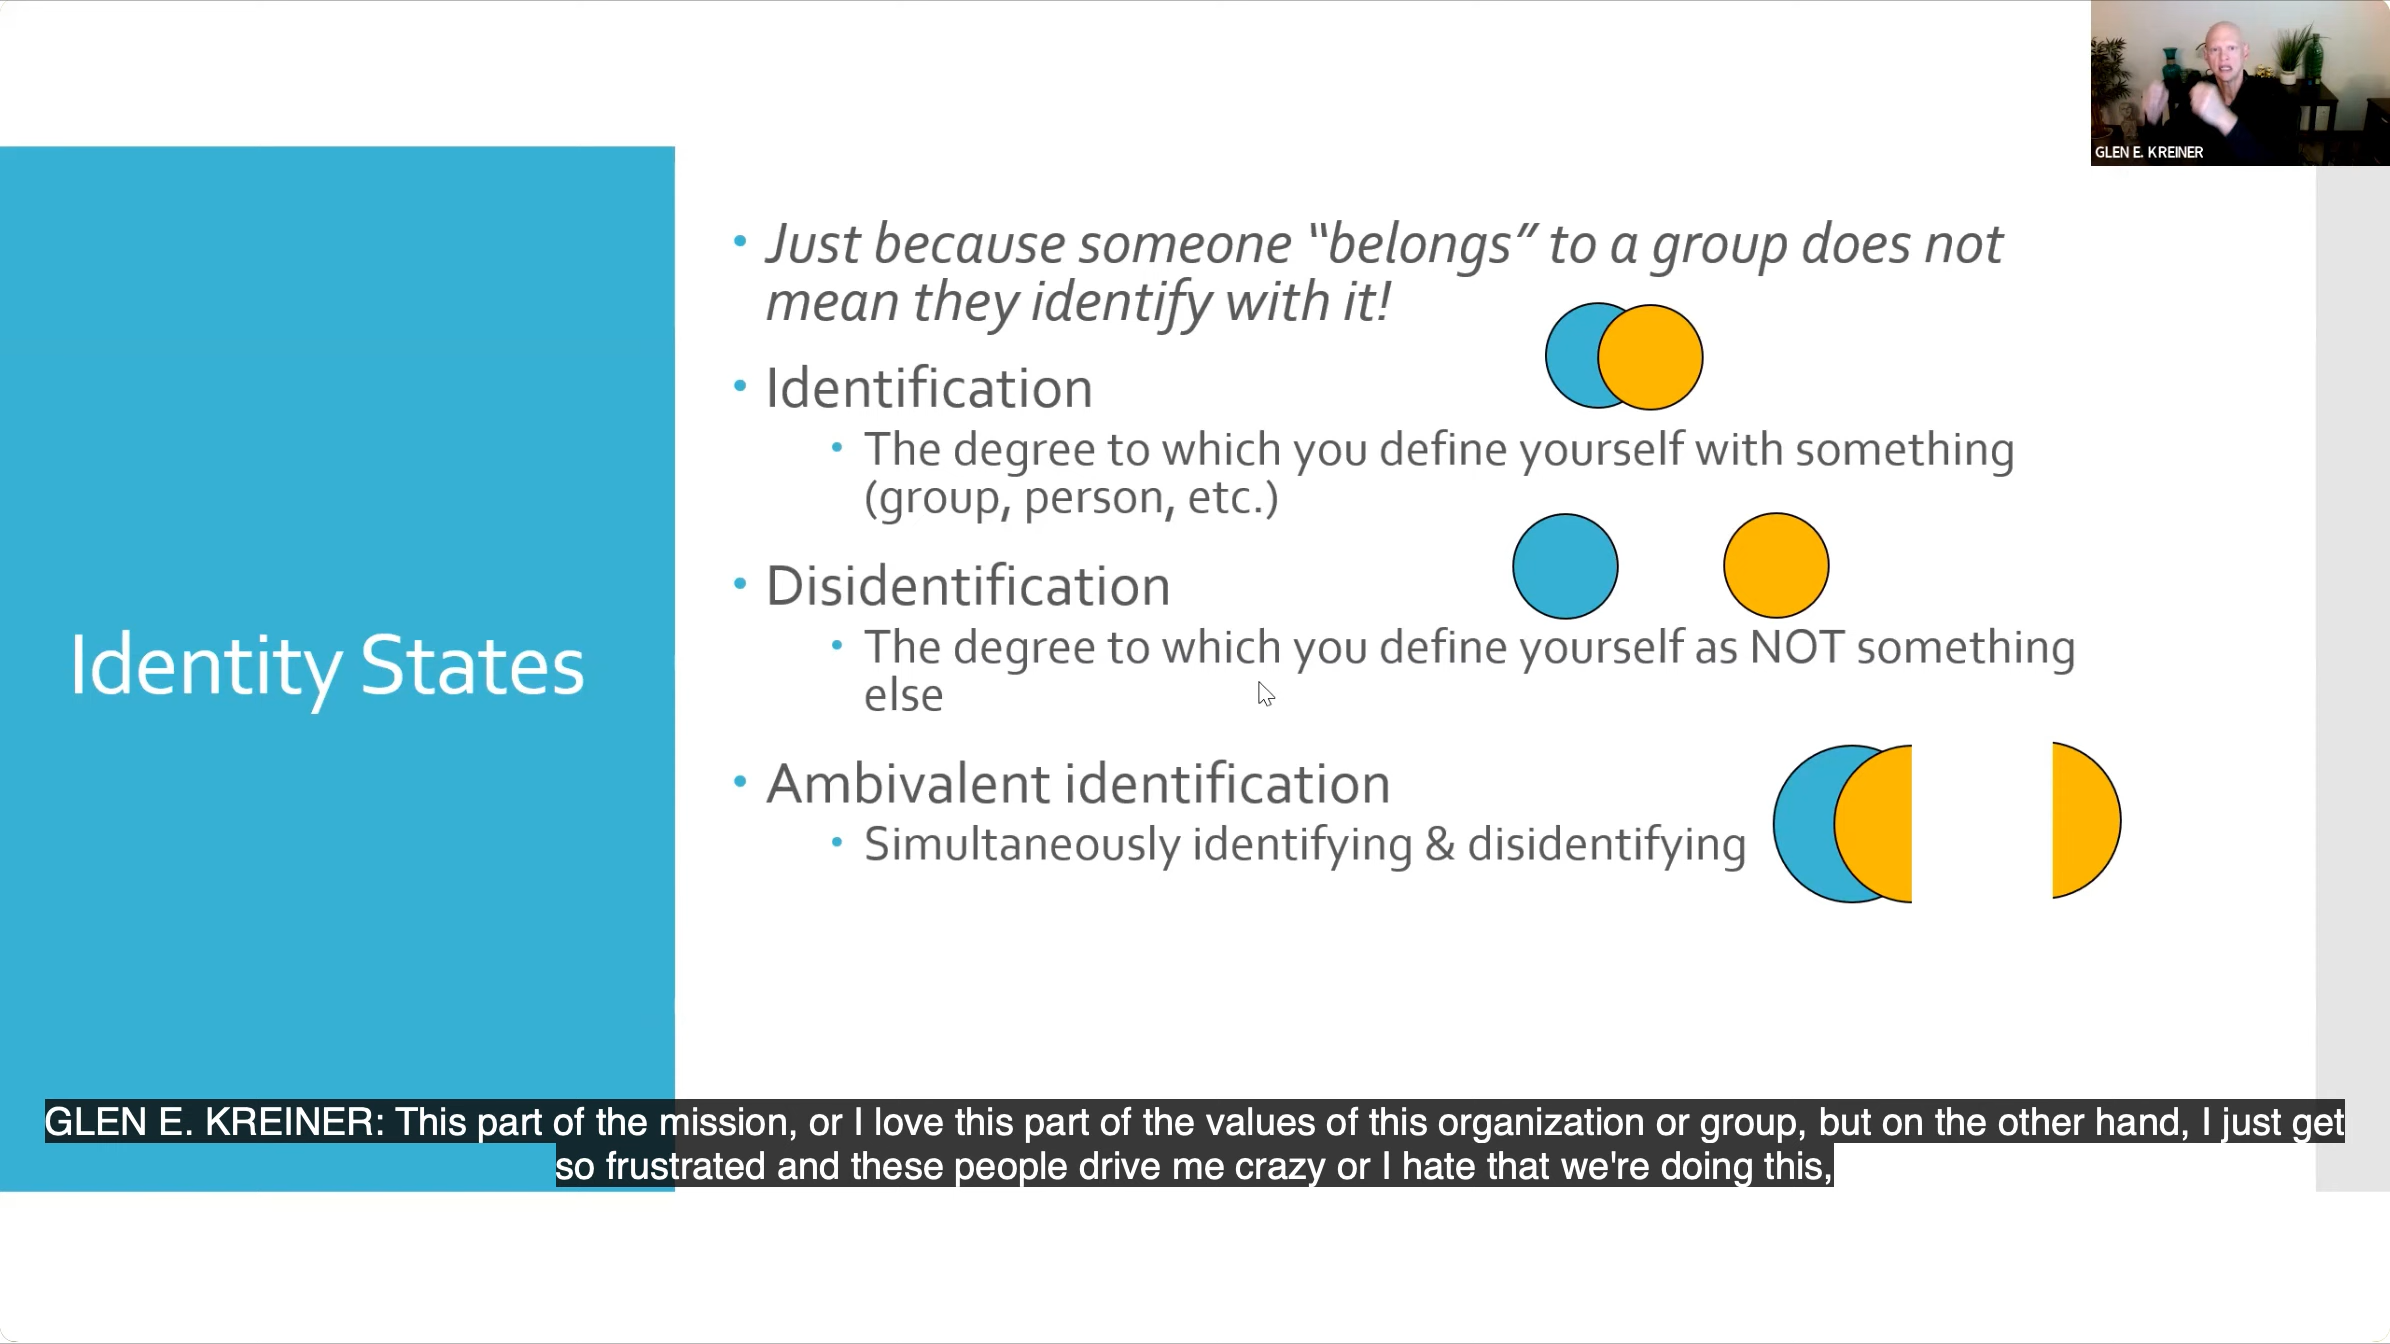 GLEN E. KREINER
Identity States
• Just because someone “belongs” to a group does not
mean they identify with it!
• Identification
• The degree to which you define yourself with something
(group, person, etc.)
• Disidentification
• The degree to which you define yourself as NOT something
else
• Ambivalent identification
• Simultaneously identifying & disidentifying
GLEN E. KREINER: This part of the mission, or I love this part of the values of this organization or group, but on the other hand, I just get
so frustrated and these people drive me crazy or I hate that we're doing this,